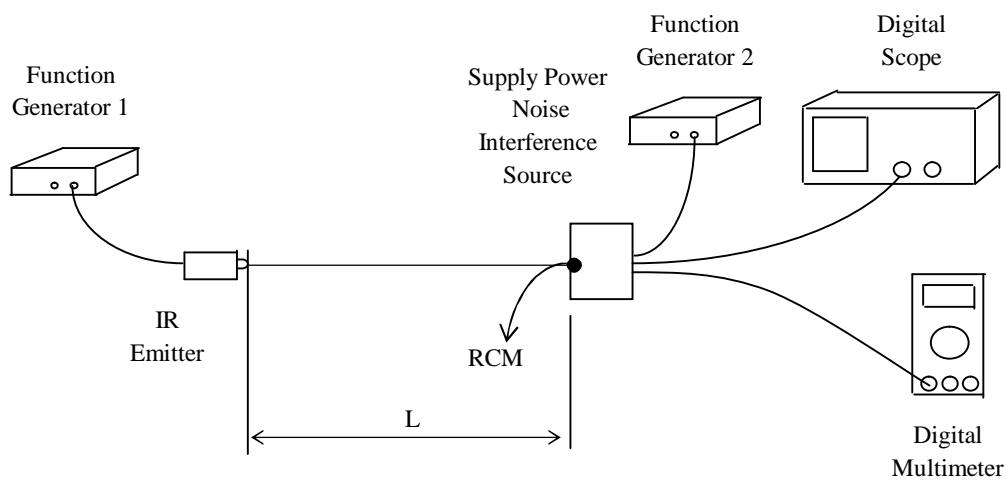 Function
Generator 1
Supply Power
Noise
Interference
Source
Function
Generator 2
Digital
Scope
IR
Emitter
RCM
L
Digital
Multimeter